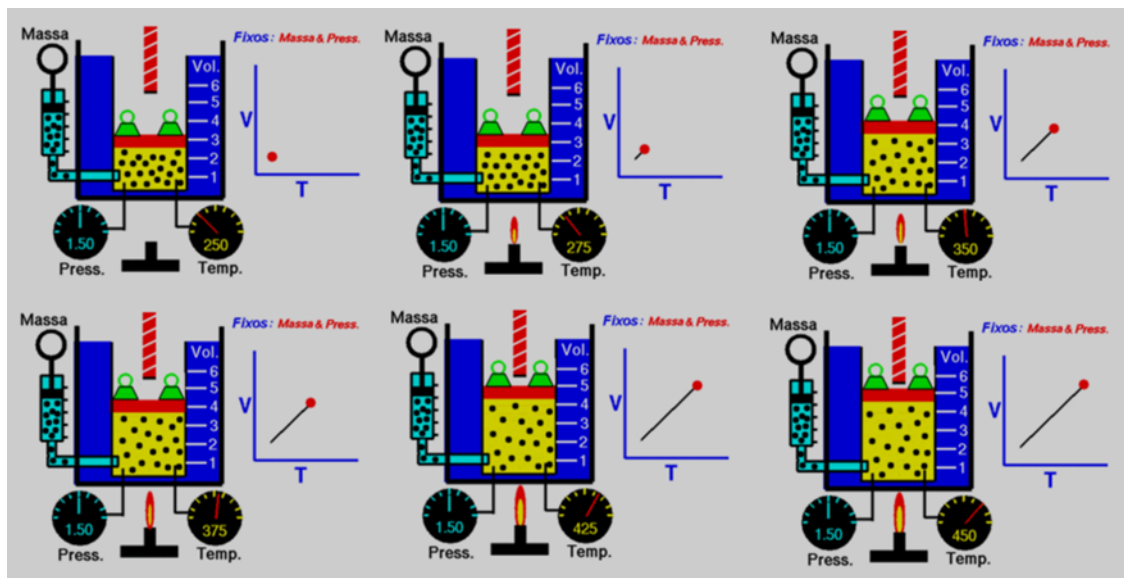 Massa
Fixos: Massa & Press.
Vol.
6
5
4
3
2
1
V
T
1.50
250
Press.
Temp.
Massa
Fixos: Massa & Press.
Vol.
6
5
4
3
2
1
V
T
1.50
275
Press.
Temp.
Massa
Fixos: Massa & Press.
Vol.
6
5
4
3
2
1
V
T
1.50
350
Press.
Temp.
Massa
Fixos: Massa & Press.
Vol.
6
5
4
3
2
1
V
T
1.50
375
Press.
Temp.
Massa
Fixos: Massa & Press.
Vol.
6
5
4
3
2
1
V
T
1.50
425
Press.
Temp.
Massa
Fixos: Massa & Press.
Vol.
6
5
4
3
2
1
V
T
1.50
450
Press.
Temp.